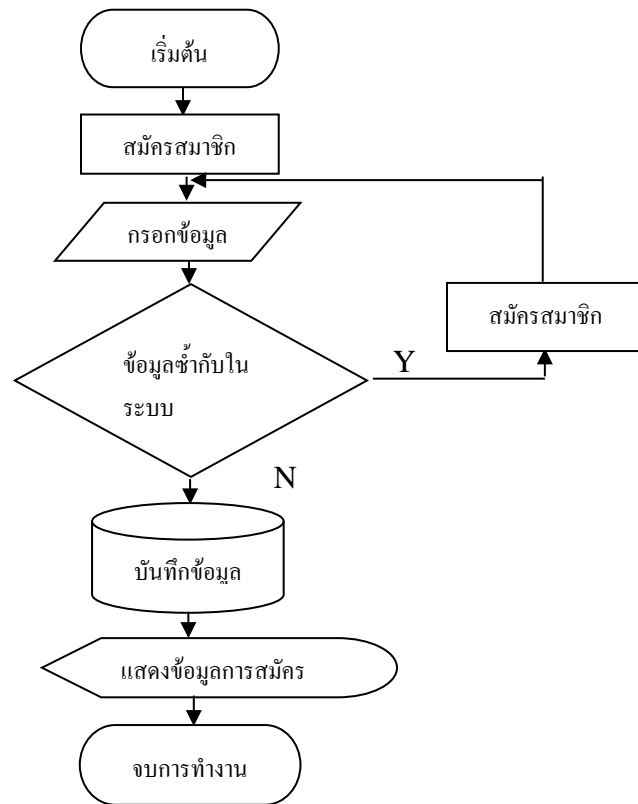 เริ่มต้น
สมัครสมาชิก
กรอกข้อมูล
สมัครสมาชิก
ข้อมูลซ้ำกับใน
ระบบ
Y
N
บันทึกข้อมูล
แสดงข้อมูลการสมัคร
จบการทำงาน